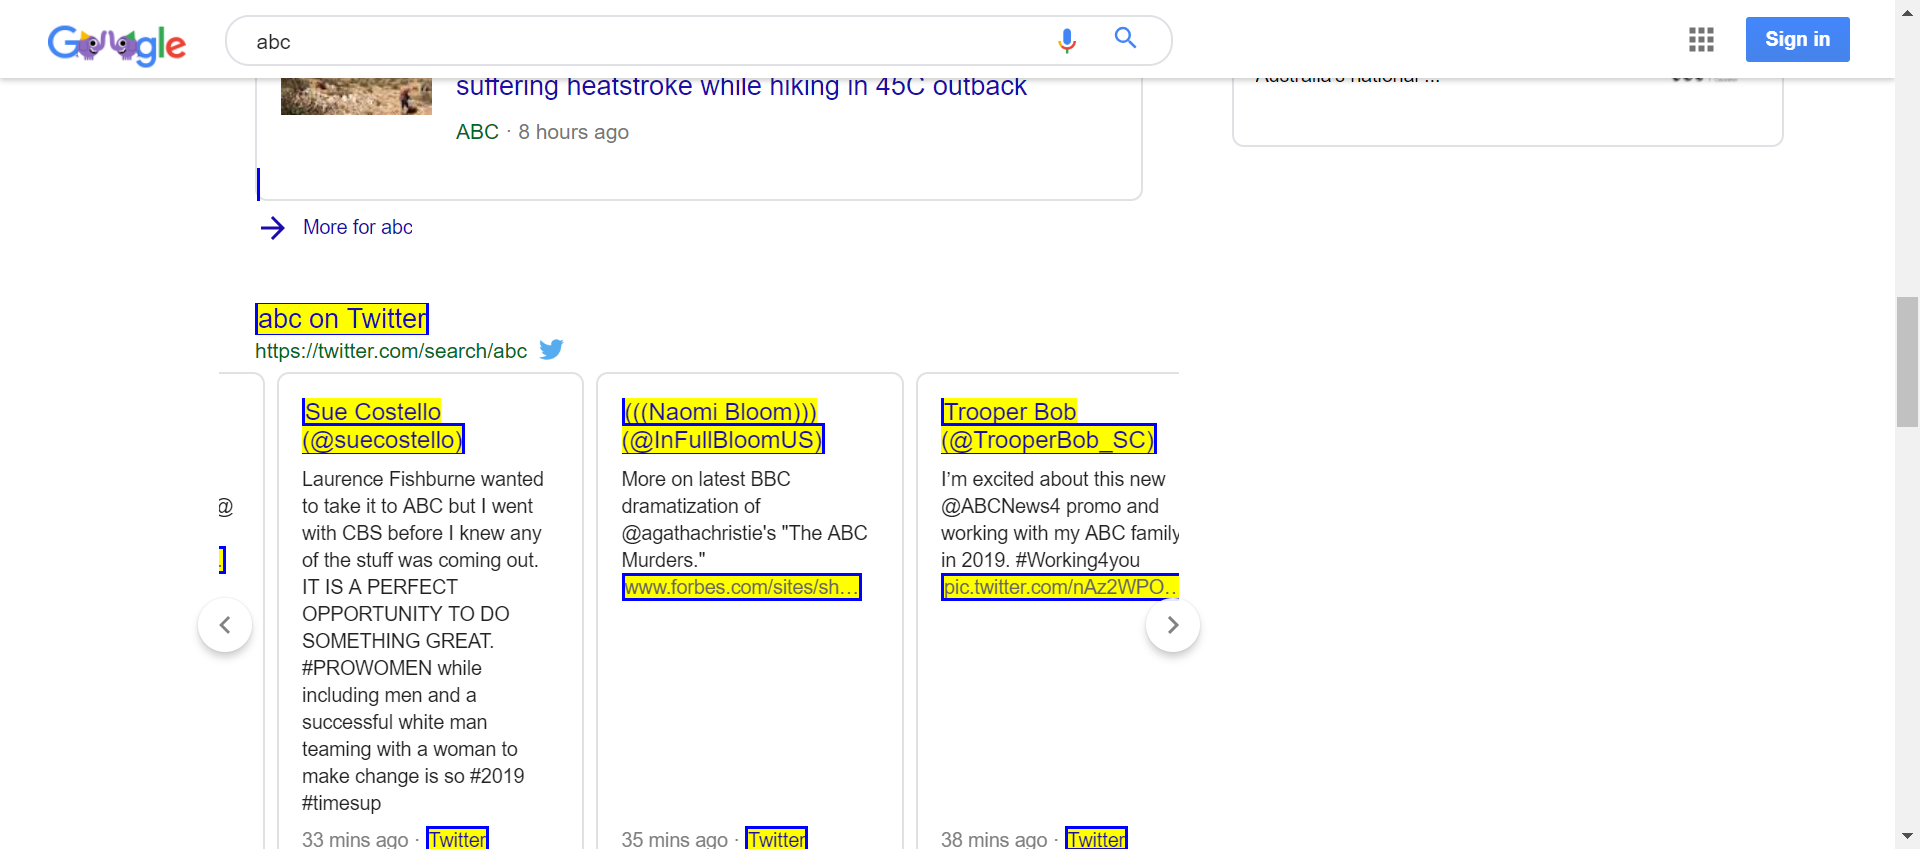 Google
abc
Sign in
suffering heatstroke while hiking in 45C outback
Australia's national ...
ABC · 8 hours ago
More for abc
abc on Twitter
https://twitter.com/search/abc
@
Sue Costello
(@suecostello)
Laurence Fishburne wanted
to take it to ABC but I went
with CBS before I knew any
of the stuff was coming out.
IT IS A PERFECT
OPPORTUNITY TO DO
SOMETHING GREAT.
#PROWOMEN while
including men and a
successful white man
teaming with a woman to
make change is so #2019
#timesup
33 mins ago · Twitter
(((Naomi Bloom)))
(@InFullBloomUS)
More on latest BBC
dramatization of
@agathachristie's "The ABC
Murders."
www.forbes.com/sites/sh...
35 mins ago · Twitter
Trooper Bob
(@TrooperBob_SC)
I'm excited about this new
@ABCNews4 promo and
working with my ABC family
in 2019. #Working4you
pic.twitter.com/nAz2WPO...
38 mins ago · Twitter